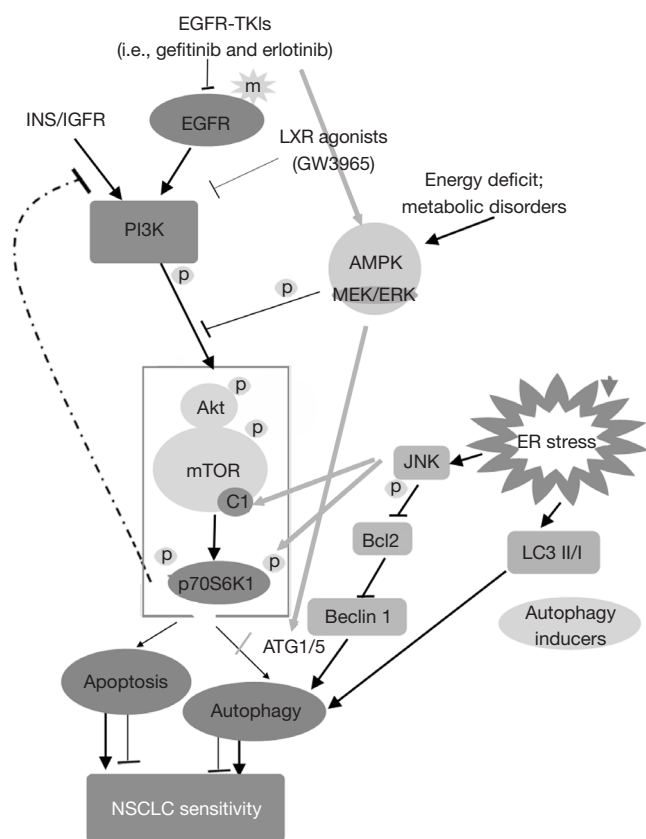 EGFR-TKIs
(i.e., gefitinib and erlotinib)
m
EGFR
INS/IGFR
LXR agonists
(GW3965)
Energy deficit;
metabolic disorders
PI3K
AMPK
MEK/ERK
p
p
p
Akt
p
mTOR
C1
ER stress
JNK
p
Bcl2
LC3 II/I
p
p
p70S6K1
Beclin 1
Autophagy
inducers
ATG1/5
Apoptosis
Autophagy
NSCLC sensitivity